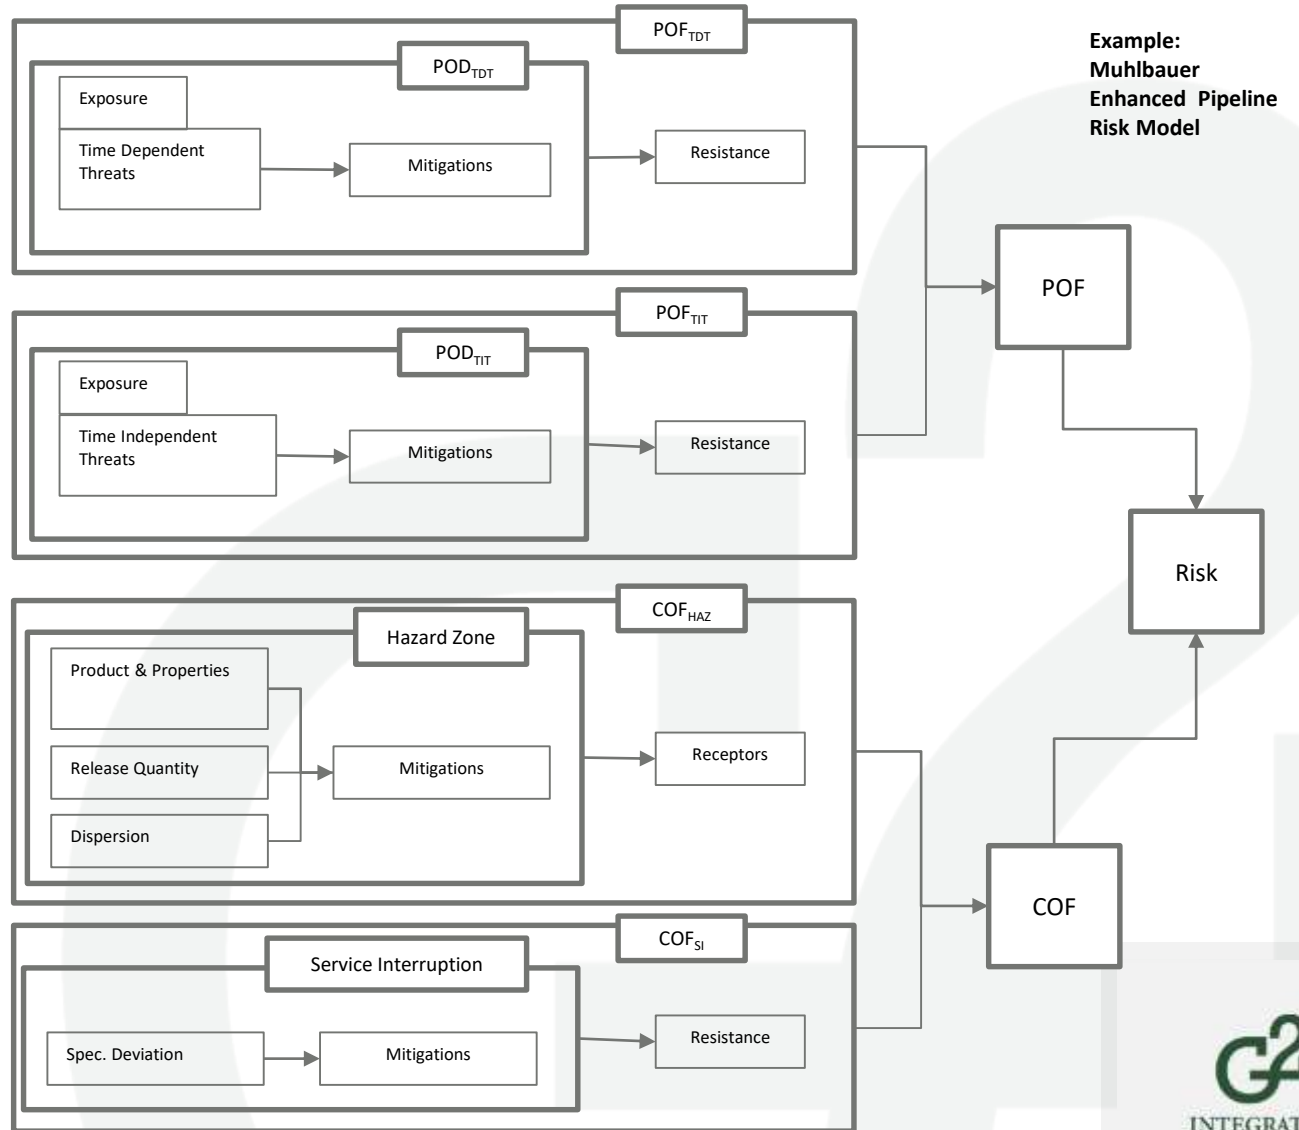 Example:
Muhlbauer
Enhanced Pipeline
Risk Model
POF_TDT
POD_TDT
Exposure
Time Dependent
Threats
Mitigations
Resistance
POF_TIT
POD_TIT
Exposure
Time Independent
Threats
Mitigations
Resistance
POF
Risk
COF_HAZ
Hazard Zone
Product & Properties
Release Quantity
Dispersion
Mitigations
Receptors
COF
COF_SI
Service Interruption
Spec. Deviation
Mitigations
Resistance
G2